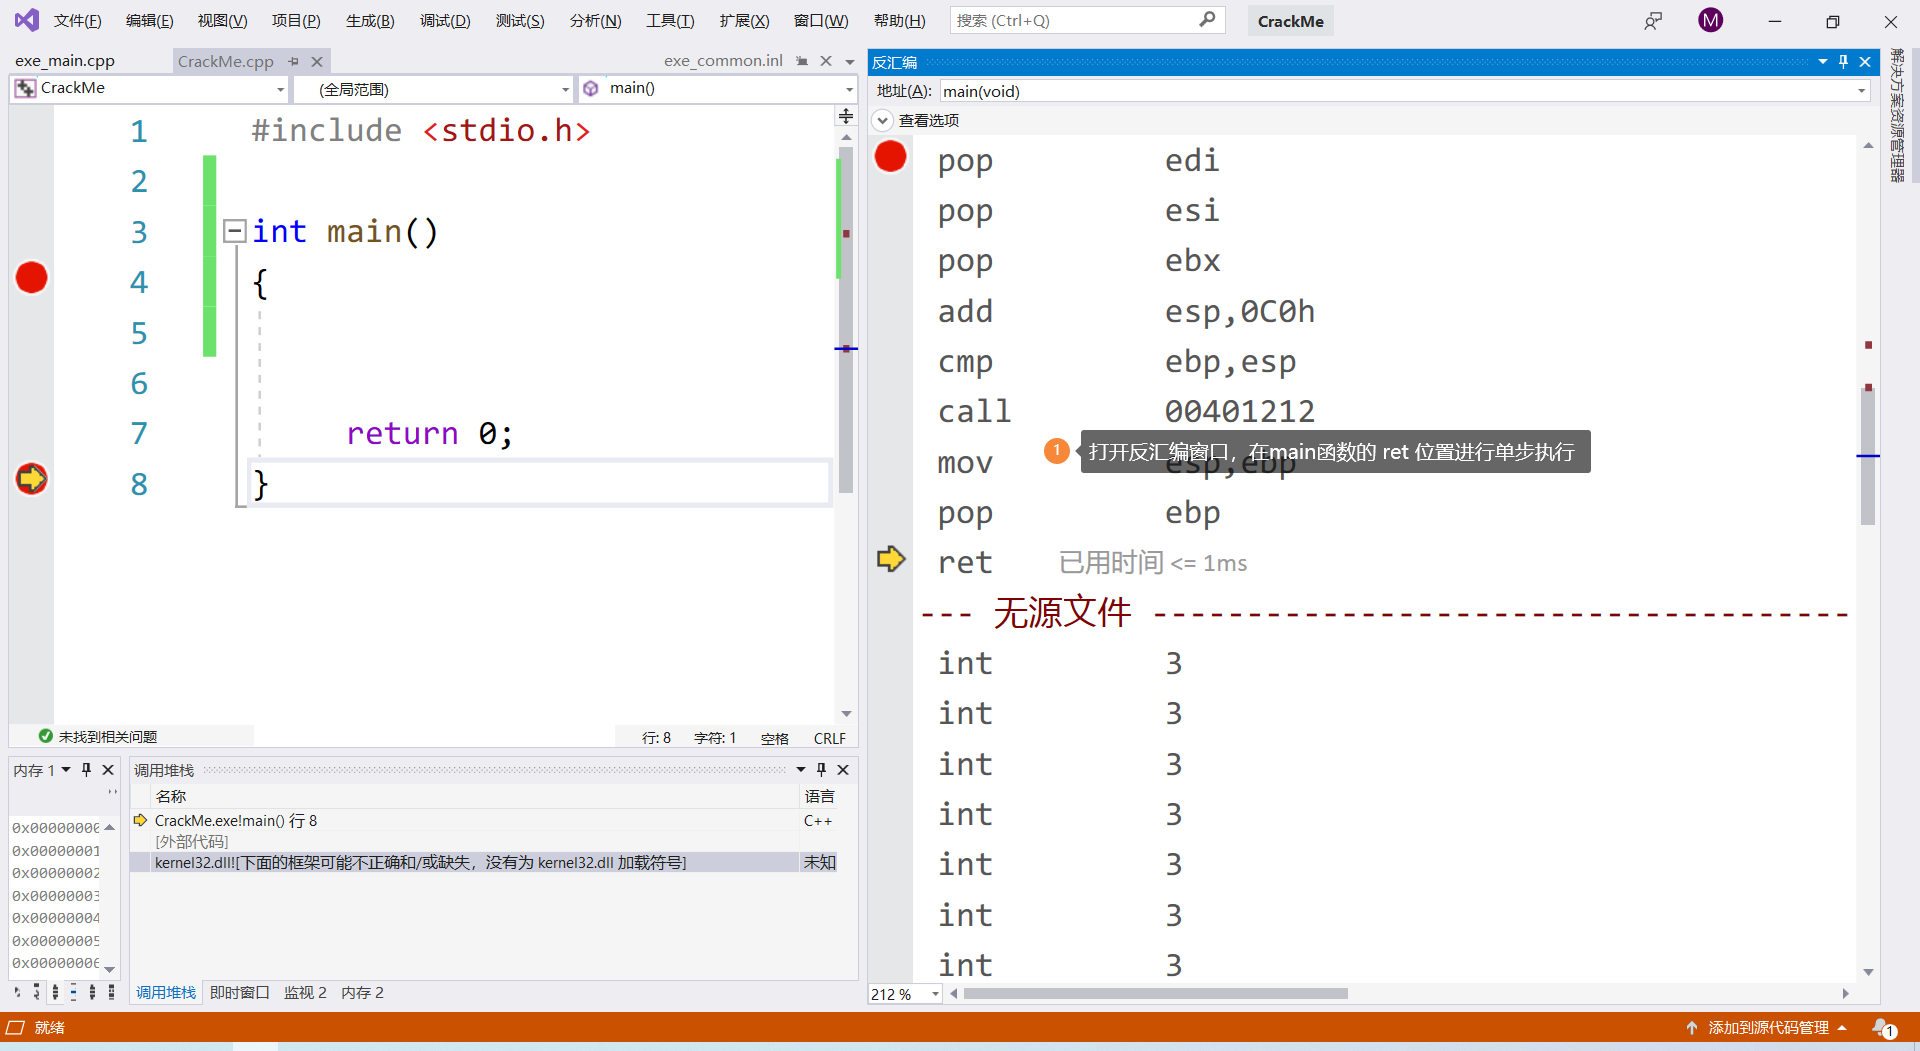 文件(F) 编辑(E) 视图(V) 项目(P) 生成(B) 调试(D) 测试(S) 分析(N) 工具(T) 扩展(X) 窗口(W) 帮助(H) 搜索 (Ctrl+Q) CrackMe M
exe_main.cpp CrackMe.cpp exe_common.inl
CrackMe (全局范围) main()
1 #include <stdio.h>
2
3 int main()
4 {
5
6
7 return 0;
8 }
未找到相关问题 行: 8 字符: 1 空格 CRLF
内存 1
0x00000000
0x00000001
0x00000002
0x00000003
0x00000004
0x00000005
0x00000006
调用堆栈
名称 语言
CrackMe.exe!main() 行 8 C++
[外部代码]
kernel32.dll![下面的框架可能不正确和/或缺失，没有为 kernel32.dll 加载符号] 未知
调用堆栈 即时窗口 监视 2 内存 2
反汇编
地址(A): main(void)
查看选项
pop edi
pop esi
pop ebx
add esp,0C0h
cmp ebp,esp
call 00401212
1 打开反汇编窗口，在main函数的 ret 位置进行单步执行
mov esp,ebp
pop ebp
ret 已用时间 <= 1ms
--- 无源文件 -----------------------------------------
int 3
int 3
int 3
int 3
int 3
int 3
int 3
212 %
解决方案资源管理器
就绪 添加到源代码管理 1